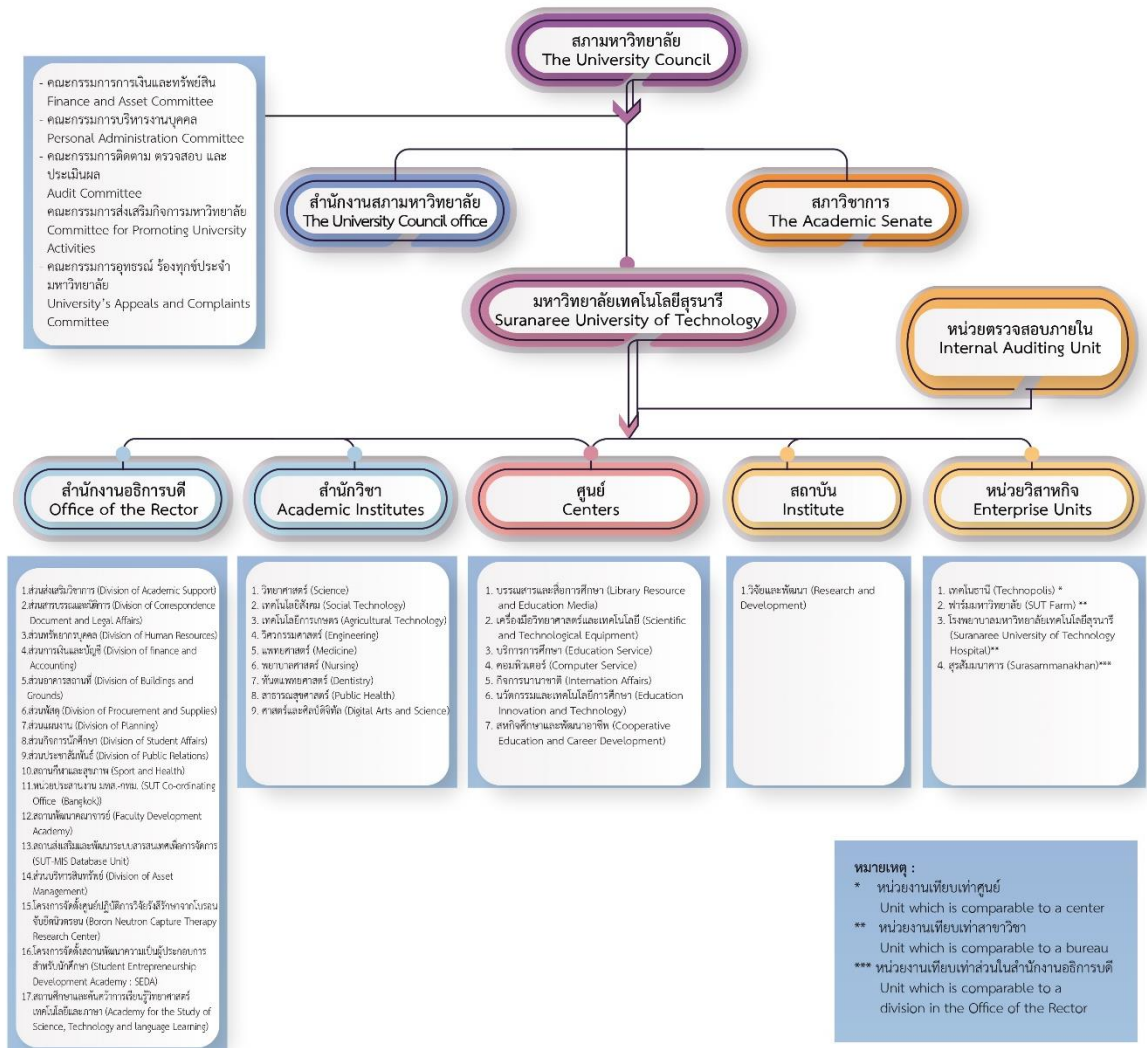 สภามหาวิทยาลัย
The University Council
- คณะกรรมการการเงินและทรัพย์สิน
Finance and Asset Committee
- คณะกรรมการบริหารงานบุคคล
Personal Administration Committee
- คณะกรรมการติดตาม ตรวจสอบ และ
ประเมินผล
Audit Committee
- คณะกรรมการส่งเสริมกิจการมหาวิทยาลัย
Committee for Promoting University
Activities
- คณะกรรมการอุทธรณ์ ร้องทุกข์ประจำ
มหาวิทยาลัย
University's Appeals and Complaints
Committee
สำนักงานสภามหาวิทยาลัย
The University Council office
สภาวิชาการ
The Academic Senate
มหาวิทยาลัยเทคโนโลยีสุรนารี
Suranaree University of Technology
หน่วยตรวจสอบภายใน
Internal Auditing Unit
สำนักงานอธิการบดี
Office of the Rector
สำนักวิชา
Academic Institutes
ศูนย์
Centers
สถาบัน
Institute
หน่วยวิสาหกิจ
Enterprise Units
1.ส่วนส่งเสริมวิชาการ (Division of Academic Support)
2.ส่วนสารบรรณและนิติการ (Division of Correspondence
Document and Legal Affairs)
3.ส่วนทรัพยากรบุคคล (Division of Human Resources)
4.ส่วนการเงินและบัญชี (Division of finance and
Accounting)
5.ส่วนอาคารสถานที่ (Division of Buildings and
Grounds)
6.ส่วนพัสดุ (Division of Procurement and Supplies)
7.ส่วนแผนงาน (Division of Planning)
8.ส่วนกิจการนักศึกษา (Division of Student Affairs)
9.ส่วนประชาสัมพันธ์ (Division of Public Relations)
10.สถานกีฬาและสุขภาพ (Sport and Health)
11.หน่วยประสานงาน มทส.-กทม. (SUT Co-ordinating
Office (Bangkok))
12.สถานพัฒนาคณาจารย์ (Faculty Development
Academy)
13.สถานส่งเสริมและพัฒนาระบบสารสนเทศเพื่อการจัดการ
(SUT-MIS Database Unit)
14.ส่วนบริหารสินทรัพย์ (Division of Asset
Management)
15.โครงการจัดตั้งศูนย์ปฏิบัติการวิจัยรังสีรักษาจากโบรอน
จับยึดนิวตรอน (Boron Neutron Capture Therapy
Research Center)
16.โครงการจัดตั้งสถานพัฒนาความเป็นผู้ประกอบการ
สำหรับนักศึกษา (Student Entrepreneurship
Development Academy : SEDA)
17.สถานศึกษาและค้นคว้าการเรียนรู้วิทยาศาสตร์
เทคโนโลยีและภาษา (Academy for the Study of
Science, Technology and language Learning)
1. วิทยาศาสตร์ (Science)
2. เทคโนโลยีสังคม (Social Technology)
3. เทคโนโลยีการเกษตร (Agricultural Technology)
4. วิศวกรรมศาสตร์ (Engineering)
5. แพทยศาสตร์ (Medicine)
6. พยาบาลศาสตร์ (Nursing)
7. ทันตแพทยศาสตร์ (Dentistry)
8. สาธารณสุขศาสตร์ (Public Health)
9. ศาสตร์และศิลป์ดิจิทัล (Digital Arts and Science)
1. บรรณสารและสื่อการศึกษา (Library Resource
and Education Media)
2. เครื่องมือวิทยาศาสตร์และเทคโนโลยี (Scientific
and Technological Equipment)
3. บริการการศึกษา (Education Service)
4. คอมพิวเตอร์ (Computer Service)
5. กิจการนานาชาติ (Internation Affairs)
6. นวัตกรรมและเทคโนโลยีการศึกษา (Education
Innovation and Technology)
7. สหกิจศึกษาและพัฒนาอาชีพ (Cooperative
Education and Career Development)
1.วิจัยและพัฒนา (Research and
Development)
1. เทคโนธานี (Technopolis) *
2. ฟาร์มมหาวิทยาลัย (SUT Farm) **
3. โรงพยาบาลมหาวิทยาลัยเทคโนโลยีสุรนารี
(Suranaree University of Technology
Hospital)**
4. สุรสัมมนาคาร (Surasammanakhan)***
หมายเหตุ :
* หน่วยงานเทียบเท่าศูนย์
Unit which is comparable to a center
** หน่วยงานเทียบเท่าสาขาวิชา
Unit which is comparable to a bureau
*** หน่วยงานเทียบเท่าส่วนในสำนักงานอธิการบดี
Unit which is comparable to a
division in the Office of the Rector